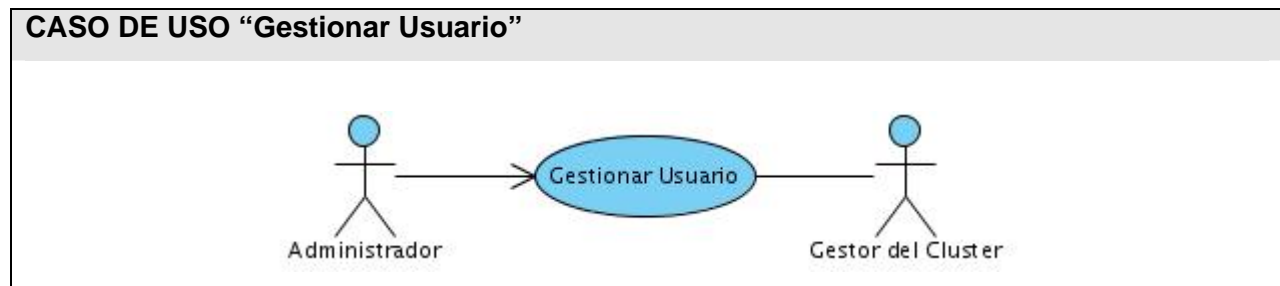 CASO DE USO “Gestionar Usuario”
Gestionar Usuario
Administrador
Gestor del Cluster